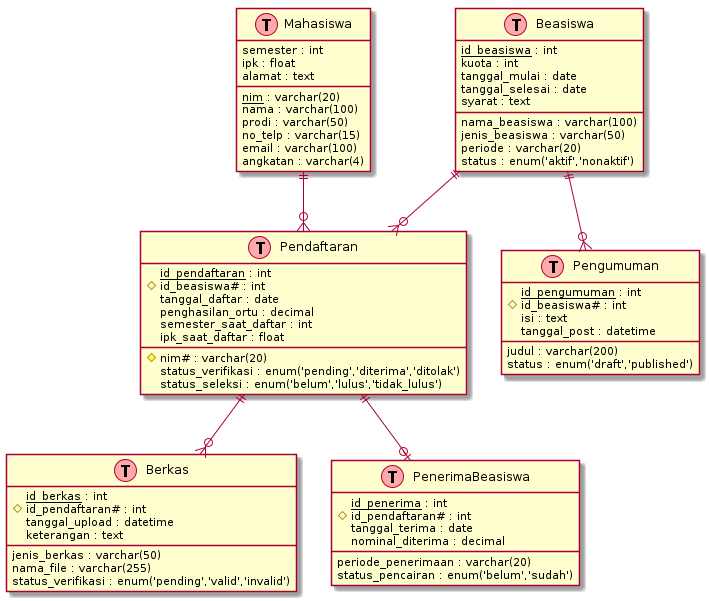 T Mahasiswa
semester : int
ipk : float
alamat : text
nim : varchar(20)
nama : varchar(100)
prodi : varchar(50)
no_telp : varchar(15)
email : varchar(100)
angkatan : varchar(4)
T Beasiswa
id_beasiswa : int
kuota : int
tanggal_mulai : date
tanggal_selesai : date
syarat : text
nama_beasiswa : varchar(100)
jenis_beasiswa : varchar(50)
periode : varchar(20)
status : enum('aktif','nonaktif')
T Pendaftaran
id_pendaftaran : int
id_beasiswa# : int
tanggal_daftar : date
penghasilan_ortu : decimal
semester_saat_daftar : int
ipk_saat_daftar : float
nim# : varchar(20)
status_verifikasi : enum('pending','diterima','ditolak')
status_seleksi : enum('belum','lulus','tidak_lulus')
T Pengumuman
id_pengumuman : int
id_beasiswa# : int
isi : text
tanggal_post : datetime
judul : varchar(200)
status : enum('draft','published')
T Berkas
id_berkas : int
id_pendaftaran# : int
tanggal_upload : datetime
keterangan : text
jenis_berkas : varchar(50)
nama_file : varchar(255)
status_verifikasi : enum('pending','valid','invalid')
T PenerimaBeasiswa
id_penerima : int
id_pendaftaran# : int
tanggal_terima : date
nominal_diterima : decimal
periode_penerimaan : varchar(20)
status_pencairan : enum('belum','sudah')